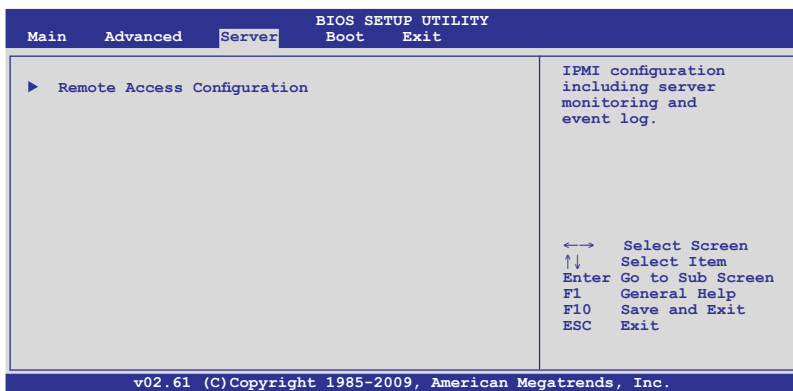 BIOS SETUP UTILITY
Main Advanced Server Boot Exit
▶ Remote Access Configuration
IPMI configuration
including server
monitoring and
event log.
←→ Select Screen
↑↓ Select Item
Enter Go to Sub Screen
F1 General Help
F10 Save and Exit
ESC Exit
v02.61 (C)Copyright 1985-2009, American Megatrends, Inc.